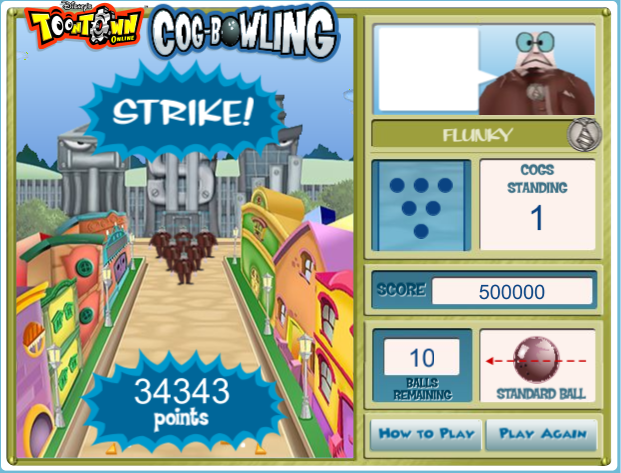 Disney's
TOONTOWN
ONLINE
COG-BOWLING
STRIKE!
34343
points
FLUNKY
COGS
STANDING
1
SCORE 500000
10
BALLS
REMAINING
STANDARD BALL
HOW TO PLAY
PLAY AGAIN